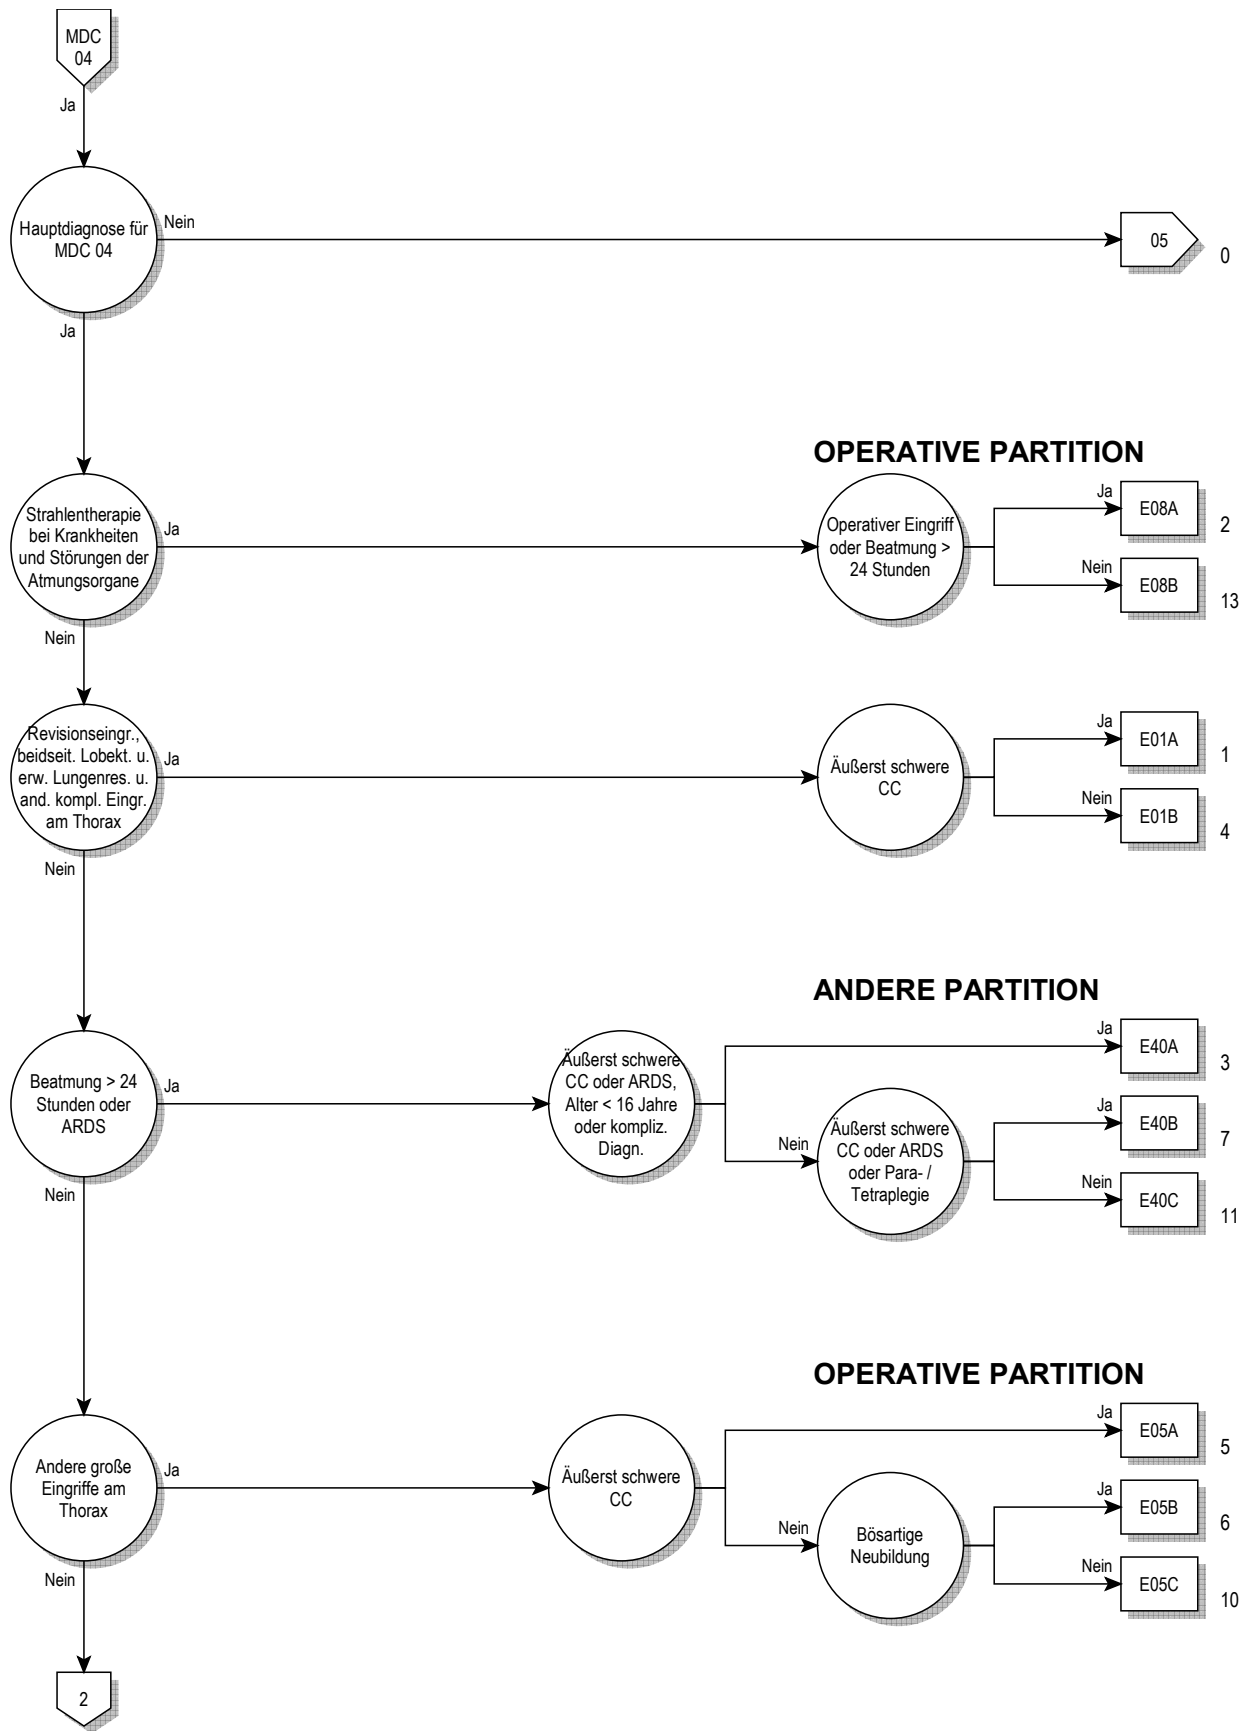 MDC
04
Ja
Hauptdiagnose für
MDC 04
Nein
05
0
Ja
OPERATIVE PARTITION
Strahlentherapie
bei Krankheiten
und Störungen der
Atmungsorgane
Ja
Operativer Eingriff
oder Beatmung >
24 Stunden
Ja
E08A
2
Nein
E08B
13
Nein
Revisionseingr.,
beidseit. Lobekt. u.
erw. Lungenres. u.
and. kompl. Eingr.
am Thorax
Ja
Äußerst schwere
CC
Ja
E01A
1
Nein
E01B
4
Nein
ANDERE PARTITION
Beatmung > 24
Stunden oder
ARDS
Ja
Äußerst schwere
CC oder ARDS,
Alter < 16 Jahre
oder kompliz.
Diagn.
Ja
E40A
3
Nein
Äußerst schwere
CC oder ARDS
oder Para- /
Tetraplegie
Ja
E40B
7
Nein
E40C
11
Nein
OPERATIVE PARTITION
Andere große
Eingriffe am
Thorax
Ja
Äußerst schwere
CC
Ja
E05A
5
Nein
Bösartige
Neubildung
Ja
E05B
6
Nein
E05C
10
Nein
2